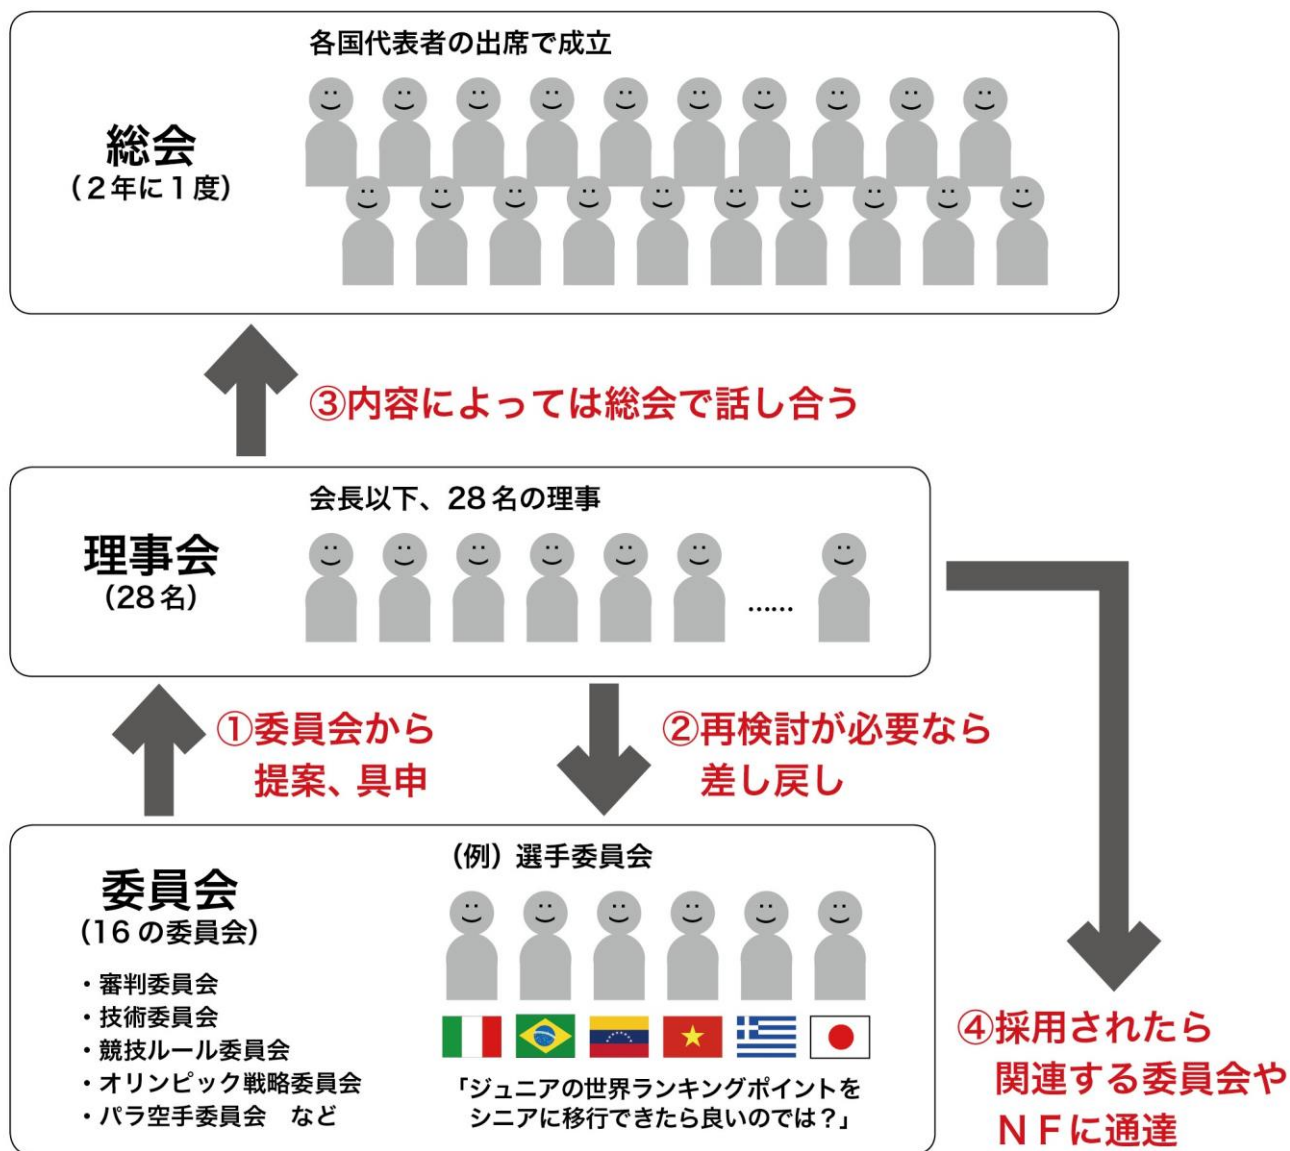 各国代表者の出席で成立
総会
（２年に１度）
③内容によっては総会で話し合う
会長以下、28名の理事
理事会
（28名）
……
①委員会から
提案、具申
②再検討が必要なら
差し戻し
委員会
（16の委員会）
・審判委員会
・技術委員会
・競技ルール委員会
・オリンピック戦略委員会
・パラ空手委員会　など
（例）選手委員会
「ジュニアの世界ランキングポイントを
シニアに移行できたら良いのでは？」
④採用されたら
関連する委員会や
ＮＦに通達